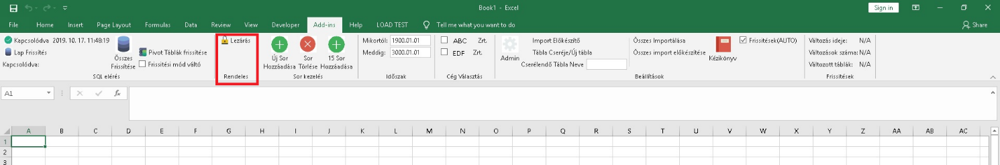 Book1 - Excel
Sign in
File Home Insert Page Layout Formulas Data Review View Developer Add-ins Help LOAD TEST Tell me what you want to do Share
Kapcsolódva 2019. 10. 17. 11:48:19
Lap Frissítés
Kapcsolódva:
Összes
Frissítése
Pivot Táblák frissítése
Frissitési mód váltó
SQL elérés
Lezárás
Rendeles
Új Sor
Hozzáadása
Sor
Törlése
15 Sor
Hozzáadása
Sor kezelés
Mikortól: 1900.01.01
Meddig: 3000.01.01
Időszak
ABC Zrt.
EDF Zrt.
Cég Választás
Admin
Import Előkészítő
Tábla Cseréje/Új tábla
Cserélendő Tábla Neve
Összes Importálása
Összes import előkészítése
Kézikönyv
Frissítések(AUTO)
Beállítások
Változás ideje: N/A
Változások száma: N/A
Változott táblák: N/A
Frissitések
A1
fx
A B C D E F G H I J K L M N O P Q R S T U V W X Y Z AA AB AC
1
2
3